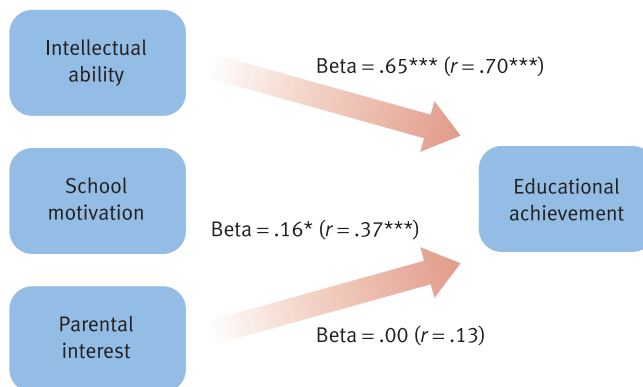 Intellectual
ability
Beta = .65*** (r = .70***)
School
motivation
Educational
achievement
Beta = .16* (r = .37***)
Parental
interest
Beta = .00 (r = .13)